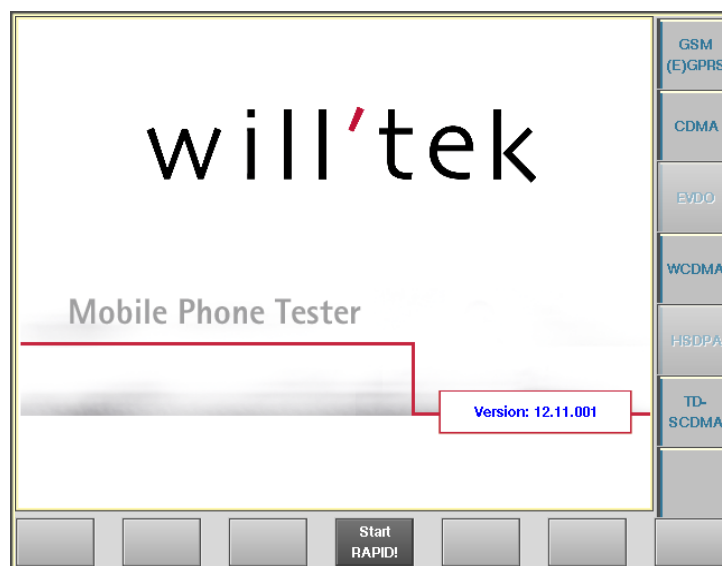 will'tek
Mobile Phone Tester
Version: 12.11.001
GSM
(E)GPRS
CDMA
EVDO
WCDMA
HSDPA
TD-
SCDMA
Start
RAPID!